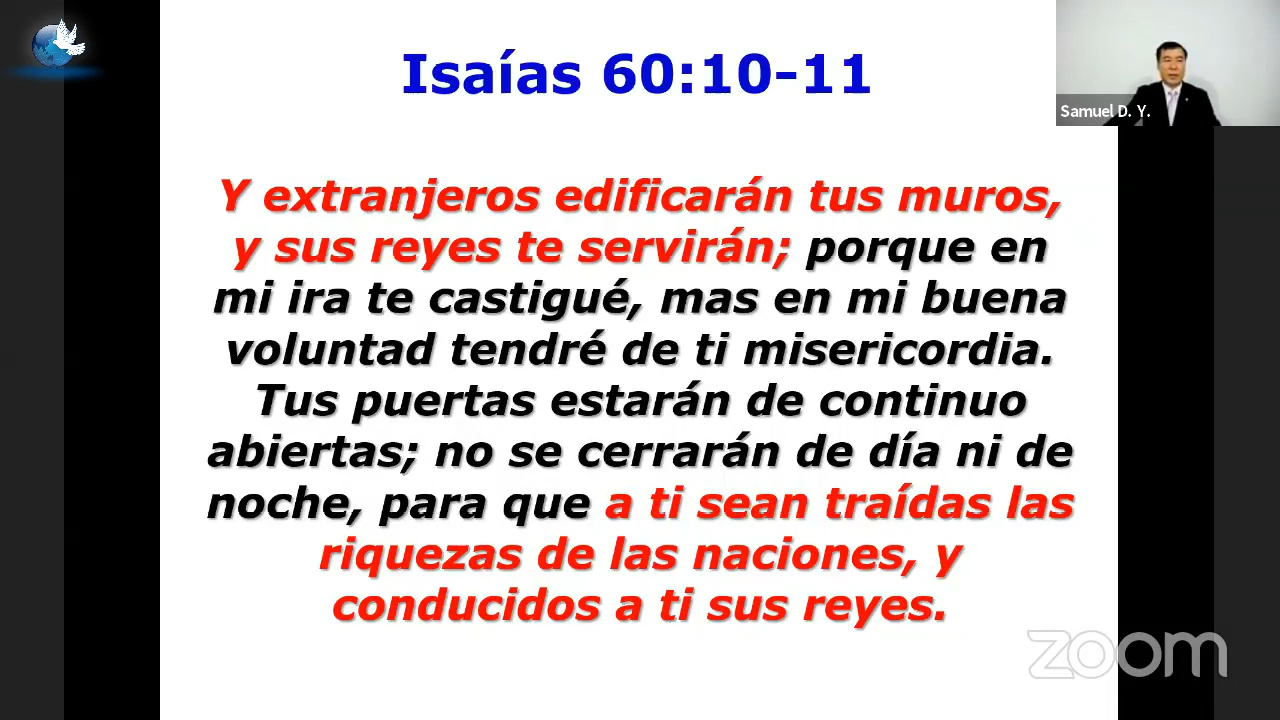 Isaías 60:10-11
Samuel D. Y.
Y extranjeros edificarán tus muros,
y sus reyes te servirán; porque en
mi ira te castigué, mas en mi buena
voluntad tendré de ti misericordia.
Tus puertas estarán de continuo
abiertas; no se cerrarán de día ni de
noche, para que a ti sean traídas las
riquezas de las naciones, y
conducidos a ti sus reyes.
zoom